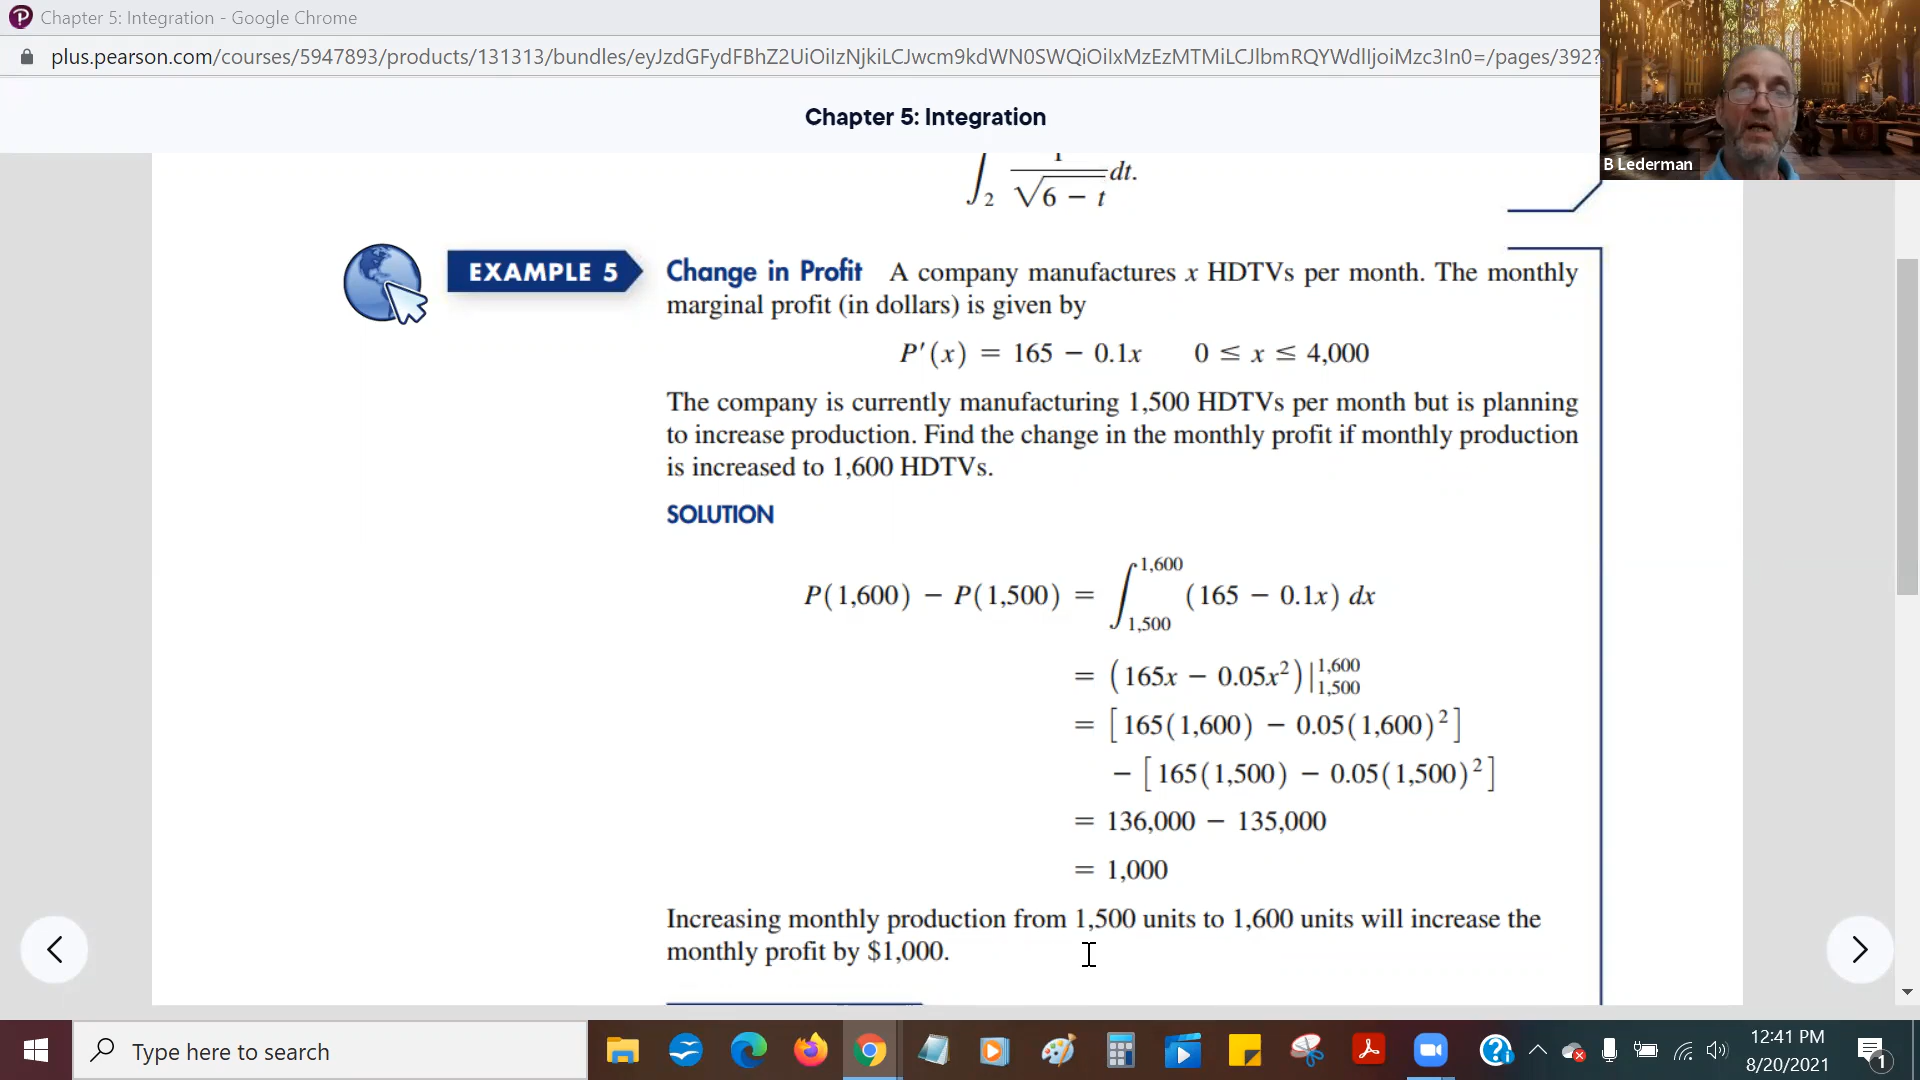 Chapter 5: Integration - Google Chrome
plus.pearson.com/courses/5947893/products/131313/bundles/eyJzdGFydFBhZ2UiOiIzNjkiLCJwcm9kdWN0SWQiOiIxMzEzMTMiLCJlbmRQYWdlIjoiMzc3In0=/pages/392?
B Lederman
Chapter 5: Integration
∫₂ 1/√(6 − t) dt.
EXAMPLE 5 Change in Profit A company manufactures x HDTVs per month. The monthly
marginal profit (in dollars) is given by
P′(x) = 165 − 0.1x 0 ≤ x ≤ 4,000
The company is currently manufacturing 1,500 HDTVs per month but is planning
to increase production. Find the change in the monthly profit if monthly production
is increased to 1,600 HDTVs.
SOLUTION
P(1,600) − P(1,500) = ∫₁,₅₀₀^1,600 (165 − 0.1x) dx
= (165x − 0.05x²)|₁,₅₀₀^1,600
= [165(1,600) − 0.05(1,600)²]
− [165(1,500) − 0.05(1,500)²]
= 136,000 − 135,000
= 1,000
Increasing monthly production from 1,500 units to 1,600 units will increase the
monthly profit by $1,000.
Type here to search
12:41 PM
8/20/2021
1